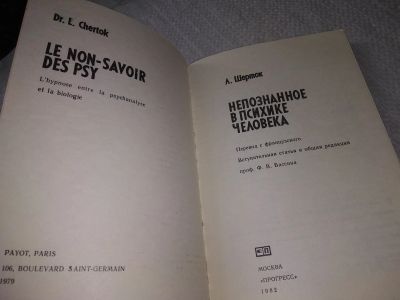 Dr. E. Chertok
LE NON-SAVOIR
DES PSY
L'hypnose entre la psychanalyse
et la biologie
PAYOT, PARIS
106, BOULEVARD SAINT-GERMAIN
1979
Л. Шерток
НЕПОЗНАННОЕ
В ПСИХИКЕ
ЧЕЛОВЕКА
Перевод с французского
Вступительная статья и общая редакция
проф. Ф. В. Бассина
МОСКВА
«ПРОГРЕСС»
1982